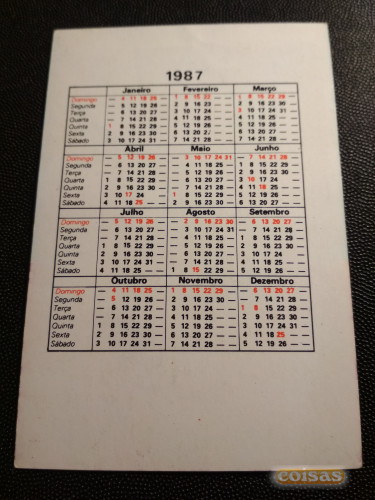 1987
Janeiro Fevereiro Março
Domingo — 4 11 18 25 — 1 8 15 22 — — 1 8 15 22 29 —
Segunda — 5 12 19 26 — 2 9 16 23 — — 2 9 16 23 30 —
Terça — 6 13 20 27 — 3 10 17 24 — — 3 10 17 24 31 —
Quarta — 7 14 21 28 — 4 11 18 25 — — 4 11 18 25 — —
Quinta 1 8 15 22 29 — 5 12 19 26 — — 5 12 19 26 — —
Sexta 2 9 16 23 30 — 6 13 20 27 — — 6 13 20 27 — —
Sábado 3 10 17 24 31 — 7 14 21 28 — — 7 14 21 28 — —
Abril Maio Junho
Domingo — 5 12 19 26 — — 3 10 17 24 31 — 7 14 21 28 —
Segunda — 6 13 20 27 — — 4 11 18 25 — 1 8 15 22 29 —
Terça — 7 14 21 28 — — 5 12 19 26 — 2 9 16 23 30 —
Quarta 1 8 15 22 29 — — 6 13 20 27 — 3 10 17 24 — —
Quinta 2 9 16 23 30 — — 7 14 21 28 — 4 11 18 25 — —
Sexta 3 10 17 24 — — 1 8 15 22 29 — 5 12 19 26 — —
Sábado 4 11 18 25 — — 2 9 16 23 30 — 6 13 20 27 — —
Julho Agosto Setembro
Domingo — 5 12 19 26 — — 2 9 16 23 30 — 6 13 20 27 —
Segunda — 6 13 20 27 — — 3 10 17 24 31 — 7 14 21 28 —
Terça — 7 14 21 28 — — 4 11 18 25 — 1 8 15 22 29 —
Quarta 1 8 15 22 29 — — 5 12 19 26 — 2 9 16 23 30 —
Quinta 2 9 16 23 30 — — 6 13 20 27 — 3 10 17 24 — —
Sexta 3 10 17 24 31 — — 7 14 21 28 — 4 11 18 25 — —
Sábado 4 11 18 25 — — 1 8 15 22 29 — 5 12 19 26 — —
Outubro Novembro Dezembro
Domingo — 4 11 18 25 — 1 8 15 22 29 — — 6 13 20 27 —
Segunda — 5 12 19 26 — 2 9 16 23 30 — — 7 14 21 28 —
Terça — 6 13 20 27 — 3 10 17 24 — — 1 8 15 22 29 —
Quarta — 7 14 21 28 — 4 11 18 25 — — 2 9 16 23 30 —
Quinta 1 8 15 22 29 — 5 12 19 26 — — 3 10 17 24 31 —
Sexta 2 9 16 23 30 — 6 13 20 27 — — 4 11 18 25 — —
Sábado 3 10 17 24 31 — 7 14 21 28 — — 5 12 19 26 — —
coisas